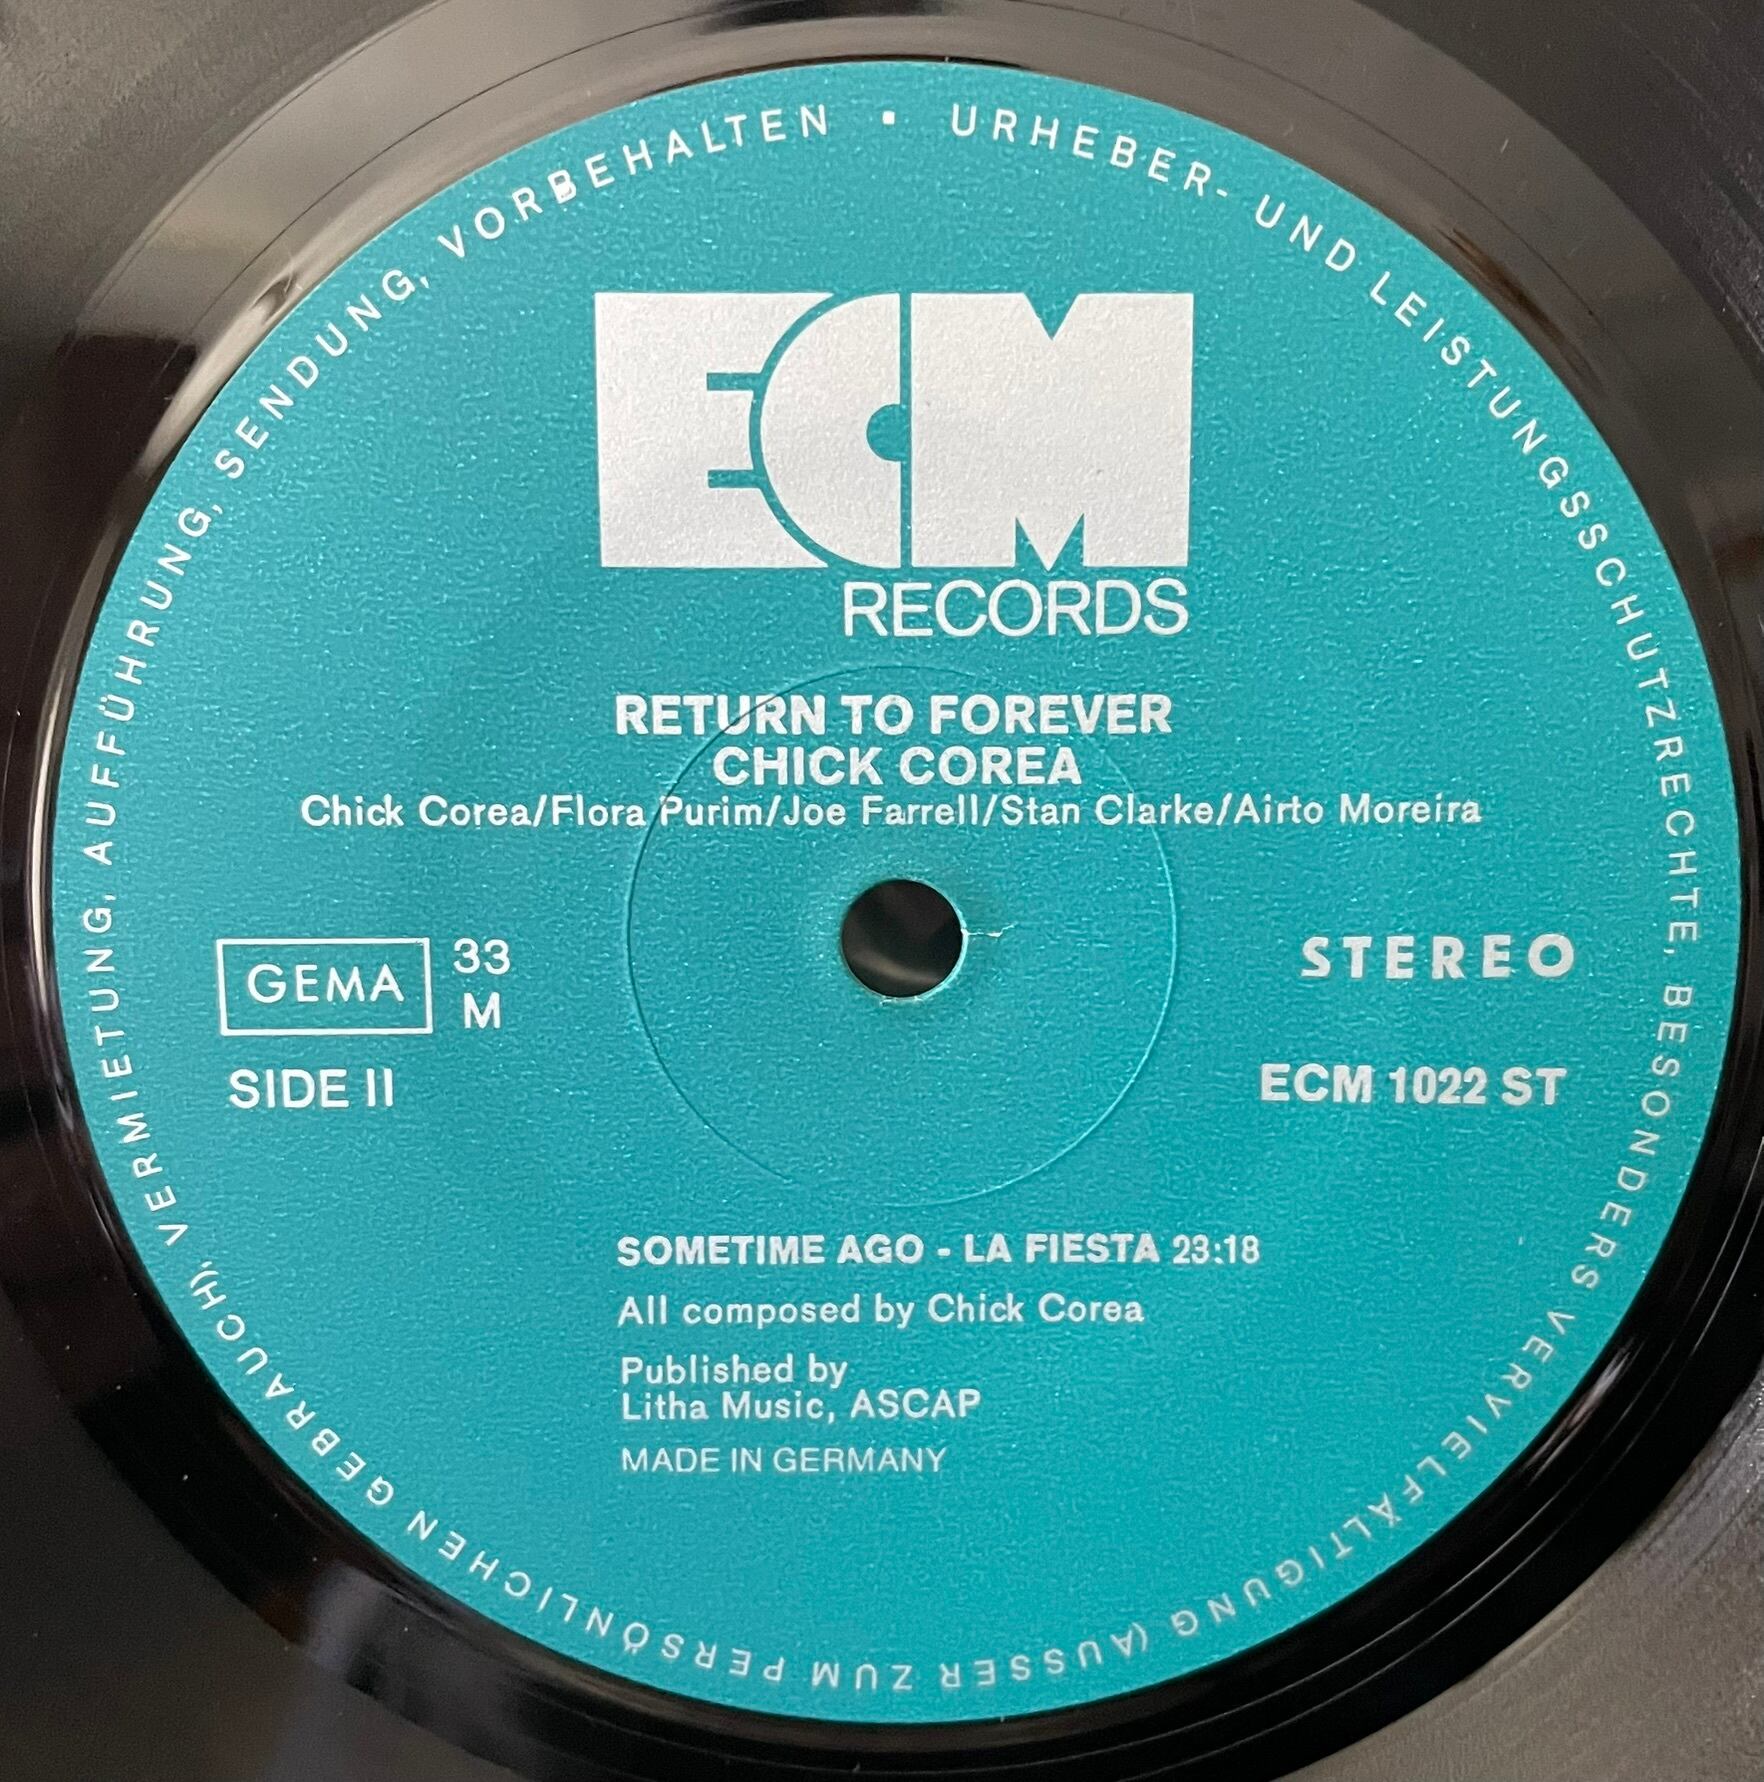 URHEBER- UND LEISTUNGSSCHUTZRECHTE, BESONDERS VERVIELFÄLTIGUNG (AUSSER ZUM PERSÖNLICHEN GEBRAUCH), VERMIETUNG, AUFFÜHRUNG, SENDUNG, VORBEHALTEN ▪
ECM
RECORDS
RETURN TO FOREVER
CHICK COREA
Chick Corea/Flora Purim/Joe Farrell/Stan Clarke/Airto Moreira
GEMA
33
M
STEREO
SIDE II
ECM 1022 ST
SOMETIME AGO - LA FIESTA 23:18
All composed by Chick Corea
Published by
Litha Music, ASCAP
MADE IN GERMANY